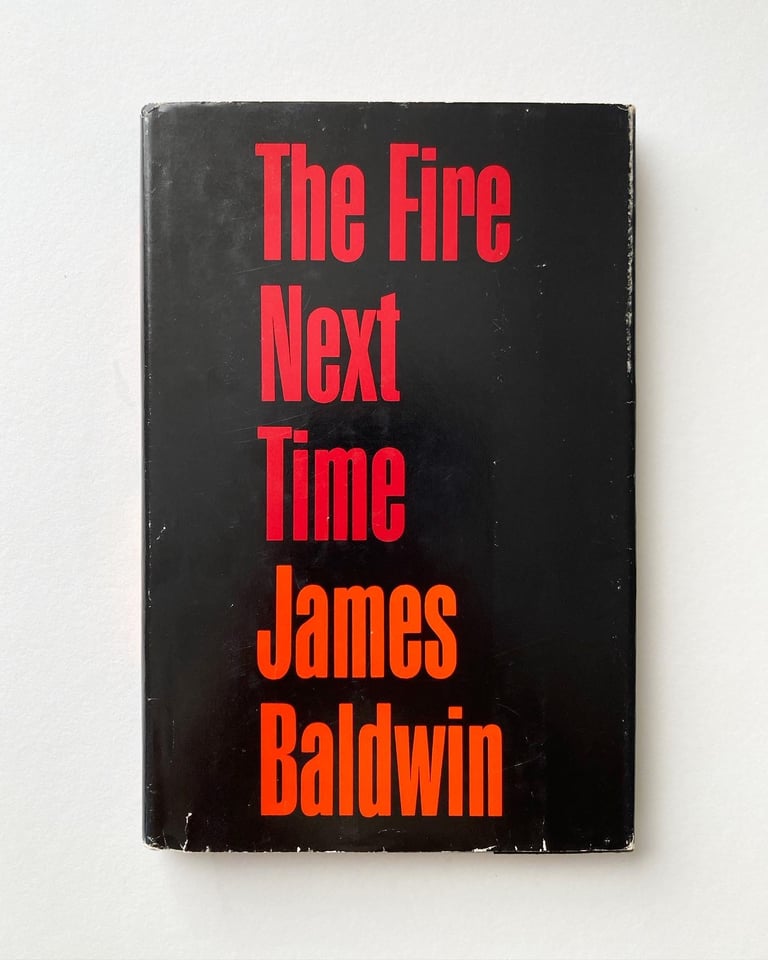 The Fire
Next
Time
James
Baldwin